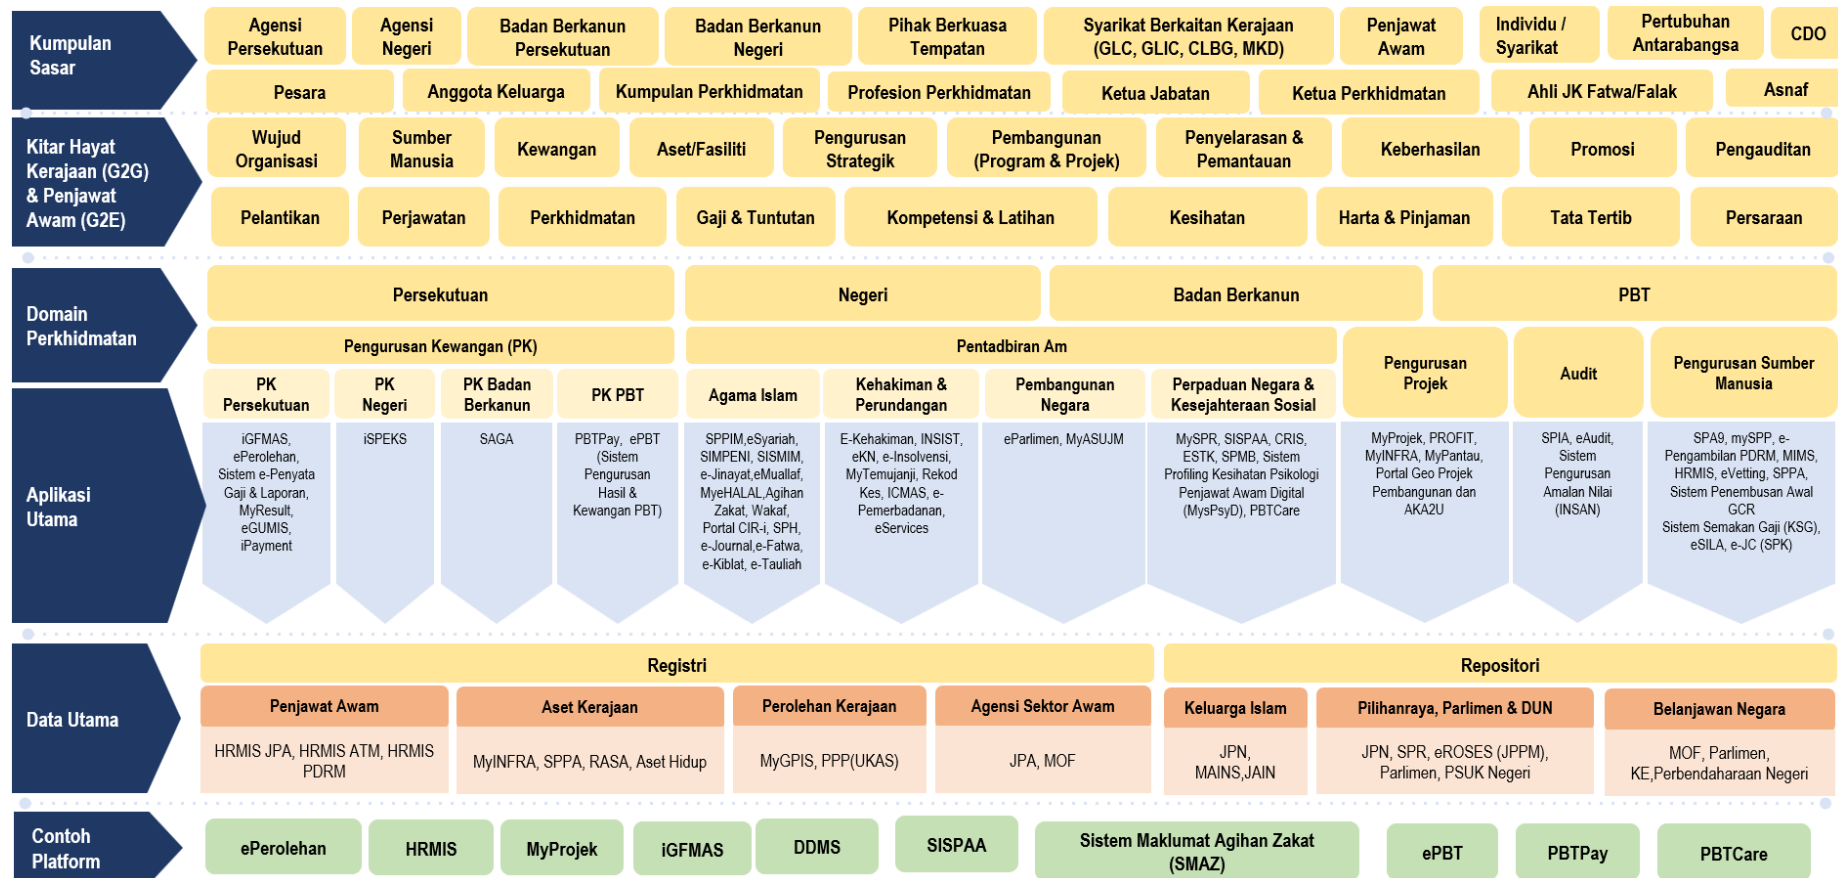 Kumpulan
Sasar
Agensi
Persekutuan
Agensi
Negeri
Badan Berkanun
Persekutuan
Badan Berkanun
Negeri
Pihak Berkuasa
Tempatan
Syarikat Berkaitan Kerajaan
(GLC, GLIC, CLBG, MKD)
Penjawat
Awam
Individu /
Syarikat
Pertubuhan
Antarabangsa
CDO
Pesara
Anggota Keluarga
Kumpulan Perkhidmatan
Profesion Perkhidmatan
Ketua Jabatan
Ketua Perkhidmatan
Ahli JK Fatwa/Falak
Asnaf
Kitar Hayat
Kerajaan (G2G)
& Penjawat
Awam (G2E)
Wujud
Organisasi
Sumber
Manusia
Kewangan
Aset/Fasiliti
Pengurusan
Strategik
Pembangunan
(Program & Projek)
Penyelarasan &
Pemantauan
Keberhasilan
Promosi
Pengauditan
Pelantikan
Perjawatan
Perkhidmatan
Gaji & Tuntutan
Kompetensi & Latihan
Kesihatan
Harta & Pinjaman
Tata Tertib
Persaraan
Domain
Perkhidmatan
Persekutuan
Negeri
Badan Berkanun
PBT
Pengurusan Kewangan (PK)
Pentadbiran Am
Pengurusan
Projek
Audit
Pengurusan Sumber
Manusia
Aplikasi
Utama
PK
Persekutuan
PK
Negeri
PK Badan
Berkanun
PK PBT
Agama Islam
Kehakiman &
Perundangan
Pembangunan
Negara
Perpaduan Negara &
Kesejahteraan Sosial
iGFMAS,
ePerolehan,
Sistem e-Penyata
Gaji & Laporan,
MyResult,
eGUMIS,
iPayment
iSPEKS
SAGA
PBTPay, ePBT
(Sistem
Pengurusan
Hasil &
Kewangan PBT)
SPPIM,eSyariah,
SIMPENI, SISMIM,
e-Jinayat,eMuallaf,
MyeHALAL,Agihan
Zakat, Wakaf,
Portal CIR-i, SPH,
e-Journal,e-Fatwa,
e-Kiblat, e-Tauliah
E-Kehakiman, INSIST,
eKN, e-Insolvensi,
MyTemujanji, Rekod
Kes, ICMAS, e-
Pemerbadanan,
eServices
eParlimen, MyASUJM
MySPR, SISPAA, CRIS,
ESTK, SPMB, Sistem
Profiling Kesihatan Psikologi
Penjawat Awam Digital
(MysPsyD), PBTCare
MyProjek, PROFIT,
MyINFRA, MyPantau,
Portal Geo Projek
Pembangunan dan
AKA2U
SPIA, eAudit,
Sistem
Pengurusan
Amalan Nilai
(INSAN)
SPA9, mySPP, e-
Pengambilan PDRM, MIMS,
HRMIS, eVetting, SPPA,
Sistem Penembusan Awal
GCR
Sistem Semakan Gaji (KSG),
eSILA, e-JC (SPK)
Data Utama
Registri
Repositori
Penjawat Awam
Aset Kerajaan
Perolehan Kerajaan
Agensi Sektor Awam
Keluarga Islam
Pilihanraya, Parlimen & DUN
Belanjawan Negara
HRMIS JPA, HRMIS ATM, HRMIS
PDRM
MyINFRA, SPPA, RASA, Aset Hidup
MyGPIS, PPP(UKAS)
JPA, MOF
JPN,
MAINS,JAIN
JPN, SPR, eROSES (JPPM),
Parlimen, PSUK Negeri
MOF, Parlimen,
KE,Perbendaharaan Negeri
Contoh
Platform
ePerolehan
HRMIS
MyProjek
iGFMAS
DDMS
SISPAA
Sistem Maklumat Agihan Zakat
(SMAZ)
ePBT
PBTPay
PBTCare